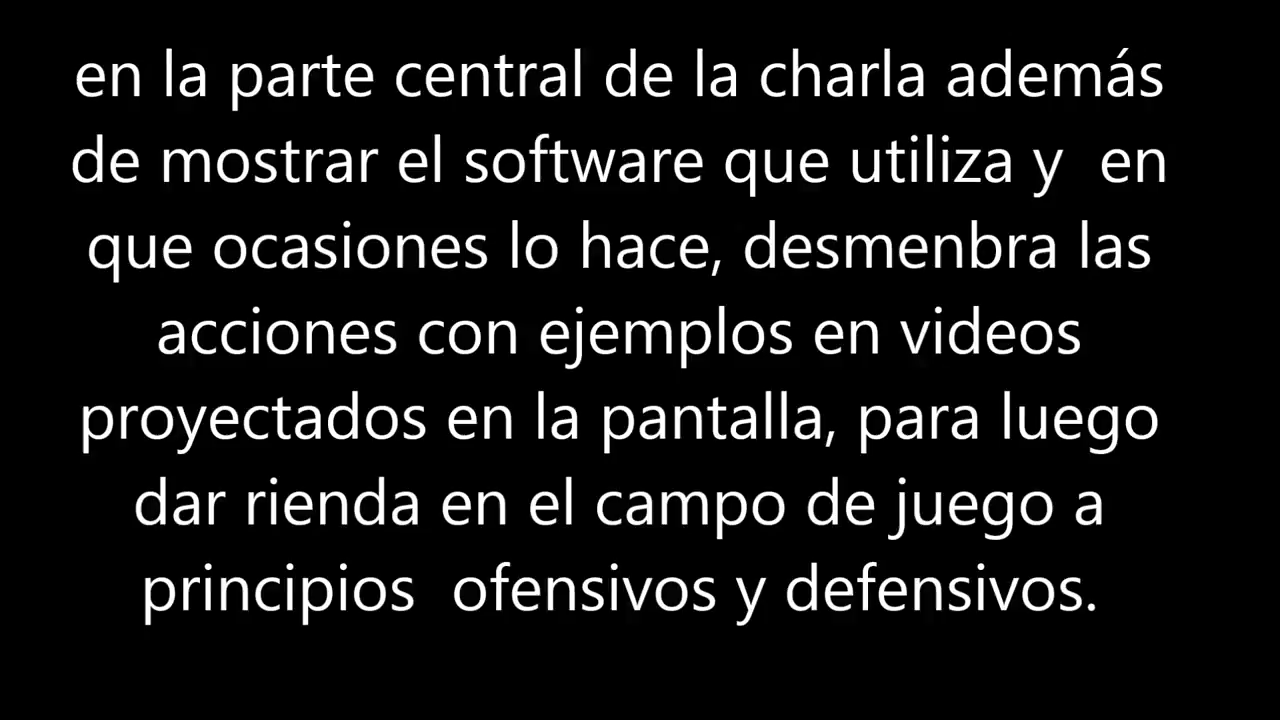 en la parte central de la charla además
de mostrar el software que utiliza y  en
que ocasiones lo hace, desmenbra las
acciones con ejemplos en videos
proyectados en la pantalla, para luego
dar rienda en el campo de juego a
principios  ofensivos y defensivos.